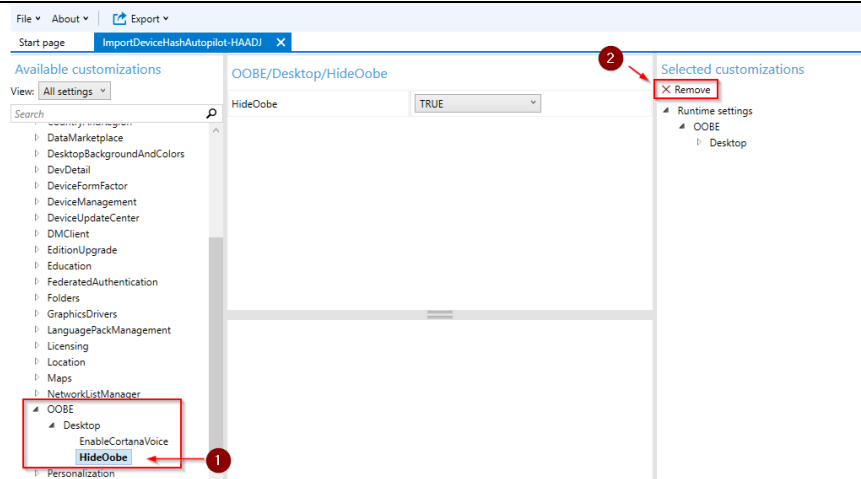 File About Export
Start page ImportDeviceHashAutopilot-HAADJ
Available customizations
View: All settings
Search
DataMarketplace
DesktopBackgroundAndColors
DevDetail
DeviceFormFactor
DeviceManagement
DeviceUpdateCenter
DMClient
EditionUpgrade
Education
FederatedAuthentication
Folders
GraphicsDrivers
LanguagePackManagement
Licensing
Location
Maps
NetworkListManager
OOBE
Desktop
EnableCortanaVoice
HideOobe
1
Personalization
OOBE/Desktop/HideOobe
HideOobe TRUE
2
Selected customizations
Remove
Runtime settings
OOBE
Desktop